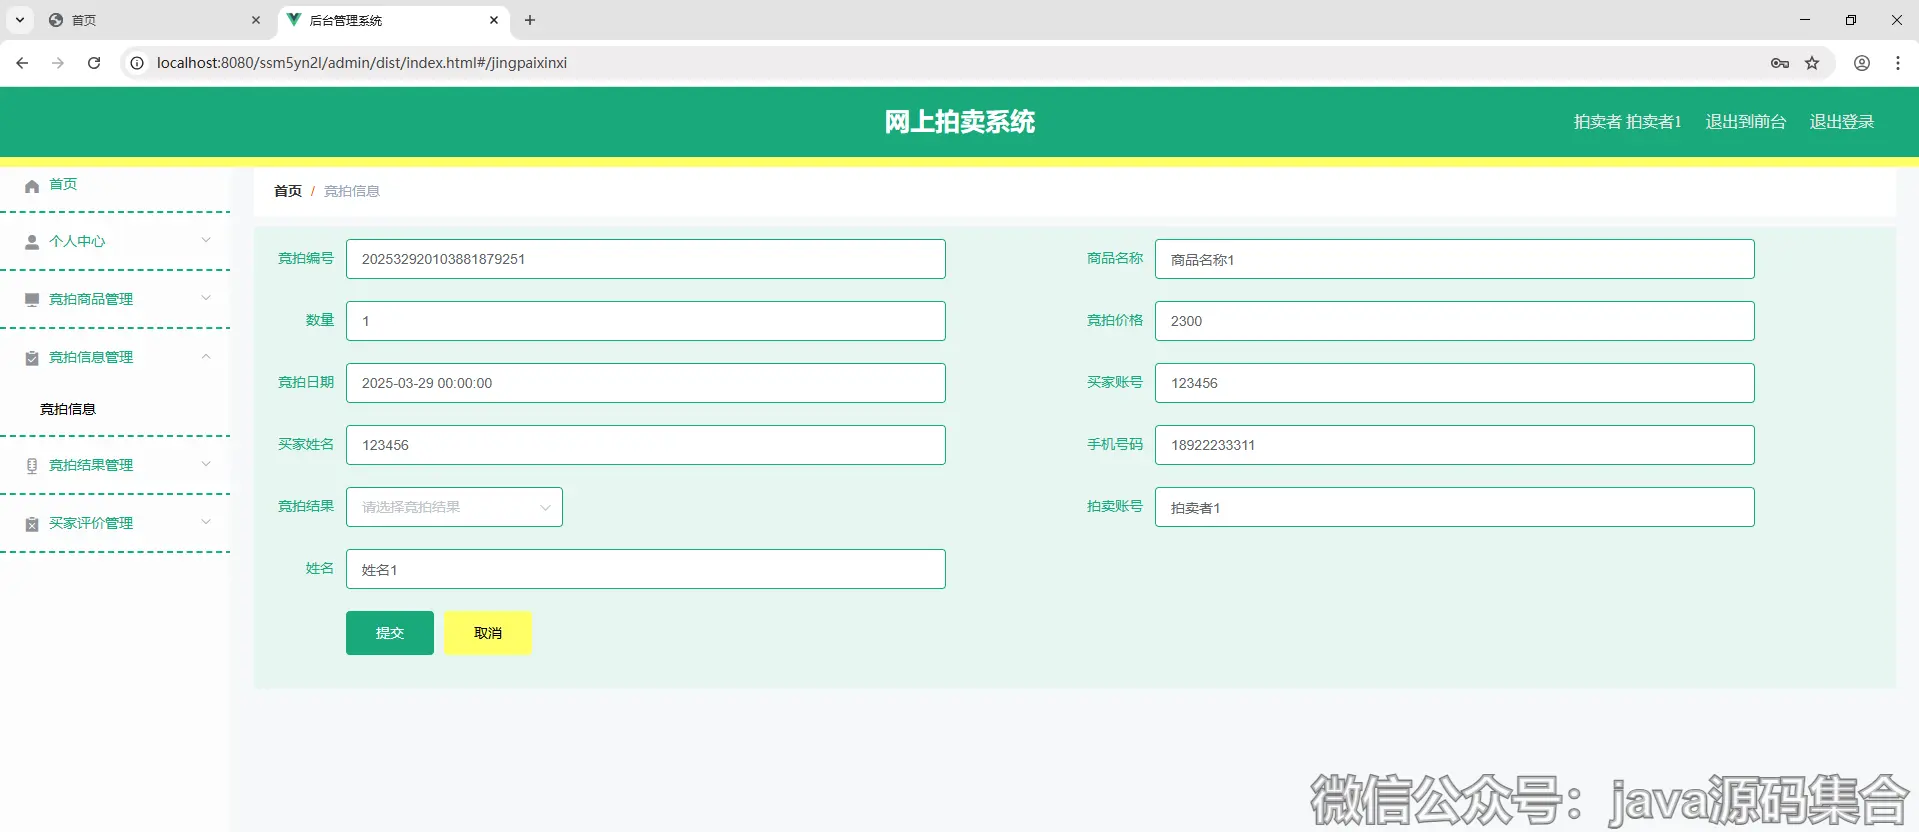 首页
后台管理系统
localhost:8080/ssm5yn2l/admin/dist/index.html#/jingpaixinxi
网上拍卖系统
拍卖者 拍卖者1 退出到前台 退出登录
首页
个人中心
竞拍商品管理
竞拍信息管理
竞拍信息
竞拍结果管理
买家评价管理
首页 / 竞拍信息
竞拍编号 202532920103881879251 商品名称 商品名称1
数量 1 竞拍价格 2300
竞拍日期 2025-03-29 00:00:00 买家账号 123456
买家姓名 123456 手机号码 18922233311
竞拍结果 请选择竞拍结果 拍卖账号 拍卖者1
姓名 姓名1
提交 取消
微信公众号：java源码集合